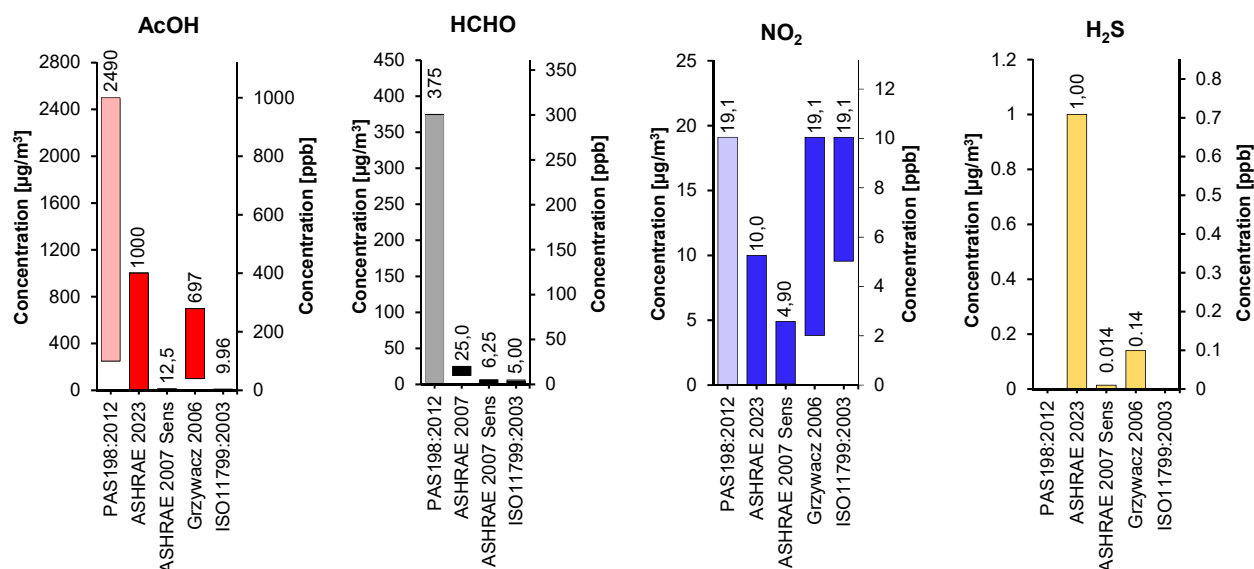 AcOH
Concentration [µg/m³]
2800
2400
2000
1600
1200
800
400
0
2490
1000
12,5
697
9.96
1000
800
600
400
200
0
Concentration [ppb]
PAS198:2012
ASHRAE 2023
ASHRAE 2007 Sens
Grzywacz 2006
ISO11799:2003
HCHO
Concentration [µg/m³]
450
400
350
300
250
200
150
100
50
0
375
25,0
6,25
5,00
350
300
250
200
150
100
50
0
Concentration [ppb]
PAS198:2012
ASHRAE 2007
ASHRAE 2007 Sens
ISO11799:2003
NO₂
Concentration [µg/m³]
25
20
15
10
5
0
19,1
10,0
4,90
19,1
19,1
12
10
8
6
4
2
0
Concentration [ppb]
PAS198:2012
ASHRAE 2023
ASHRAE 2007 Sens
Grzywacz 2006
ISO11799:2003
H₂S
Concentration [µg/m³]
1.2
1
0.8
0.6
0.4
0.2
0
1,00
0.014
0.14
0.8
0.7
0.6
0.5
0.4
0.3
0.2
0.1
0
Concentration [ppb]
PAS198:2012
ASHRAE 2023
ASHRAE 2007 Sens
Grzywacz 2006
ISO11799:2003